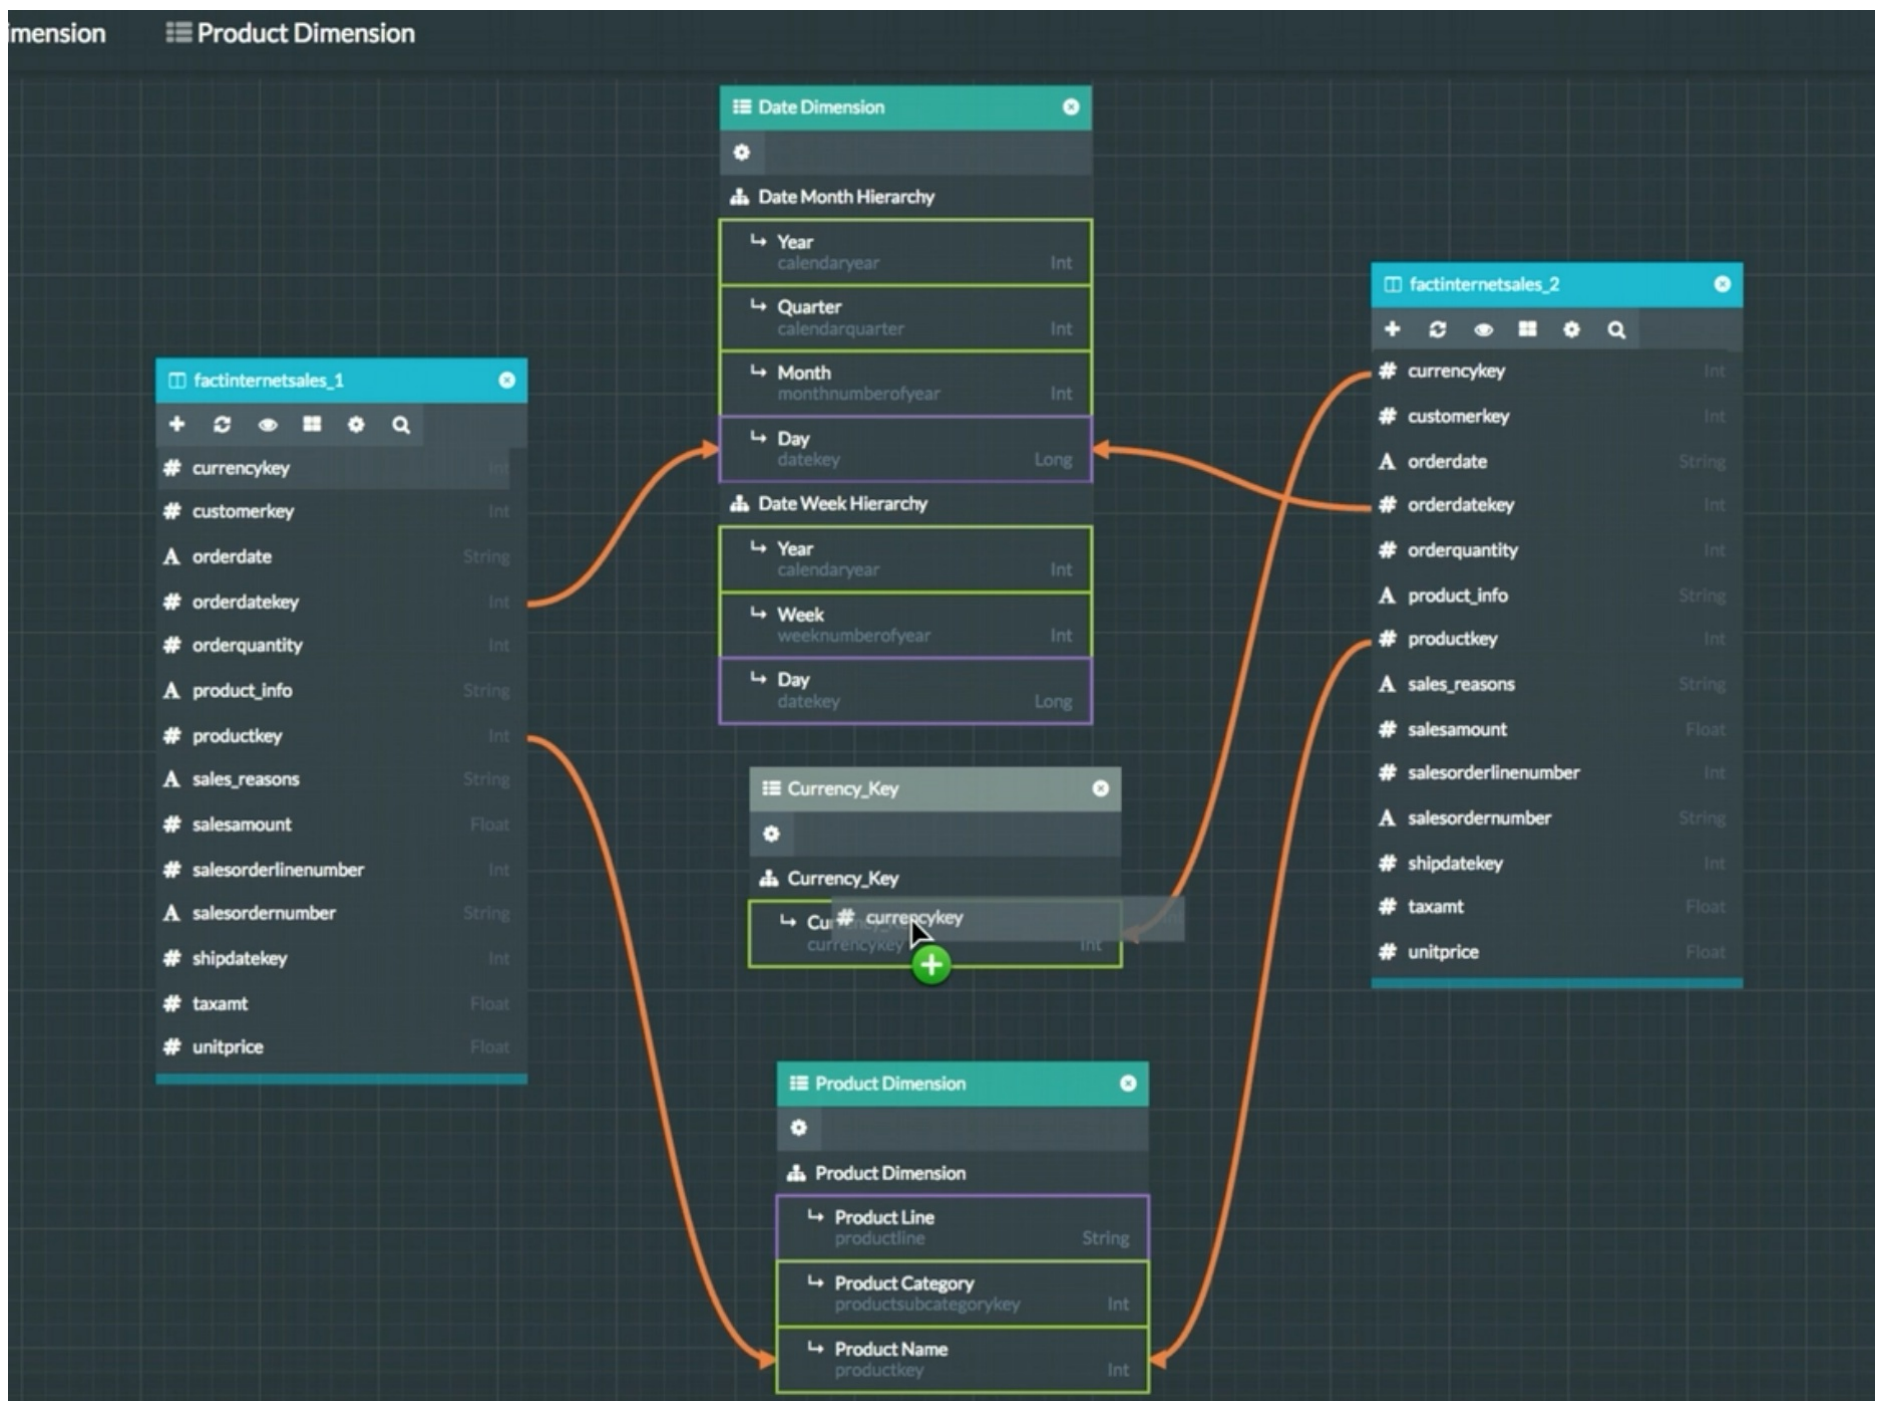 imension
Product Dimension
Date Dimension
Date Month Hierarchy
Year
calendaryear Int
Quarter
calendarquarter Int
Month
monthnumberofyear Int
Day
datekey Long
Date Week Hierarchy
Year
calendaryear Int
Week
weeknumberofyear Int
Day
datekey Long
factinternetsales_1
# currencykey Int
# customerkey Int
A orderdate String
# orderdatekey Int
# orderquantity Int
A product_info String
# productkey Int
A sales_reasons String
# salesamount Float
# salesorderlinenumber Int
A salesordernumber String
# shipdatekey Int
# taxamt Float
# unitprice Float
Currency_Key
Currency_Key
# currencykey
currencykey Int
Product Dimension
Product Dimension
Product Line
productline String
Product Category
productsubcategorykey Int
Product Name
productkey Int
factinternetsales_2
# currencykey Int
# customerkey Int
A orderdate String
# orderdatekey Int
# orderquantity Int
A product_info String
# productkey Int
A sales_reasons String
# salesamount Float
# salesorderlinenumber Int
A salesordernumber String
# shipdatekey Int
# taxamt Float
# unitprice Float